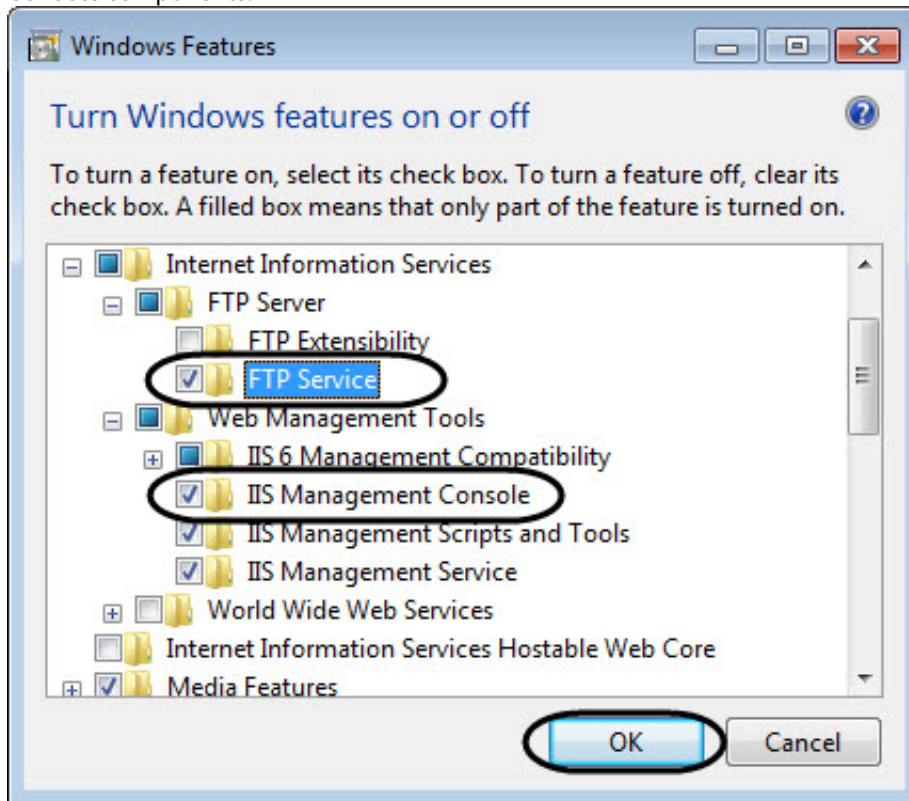 Windows Features
Turn Windows features on or off
To turn a feature on, select its check box. To turn a feature off, clear its
check box. A filled box means that only part of the feature is turned on.
Internet Information Services
FTP Server
FTP Extensibility
FTP Service
Web Management Tools
IIS 6 Management Compatibility
IIS Management Console
IIS Management Scripts and Tools
IIS Management Service
World Wide Web Services
Internet Information Services Hostable Web Core
Media Features
OK Cancel